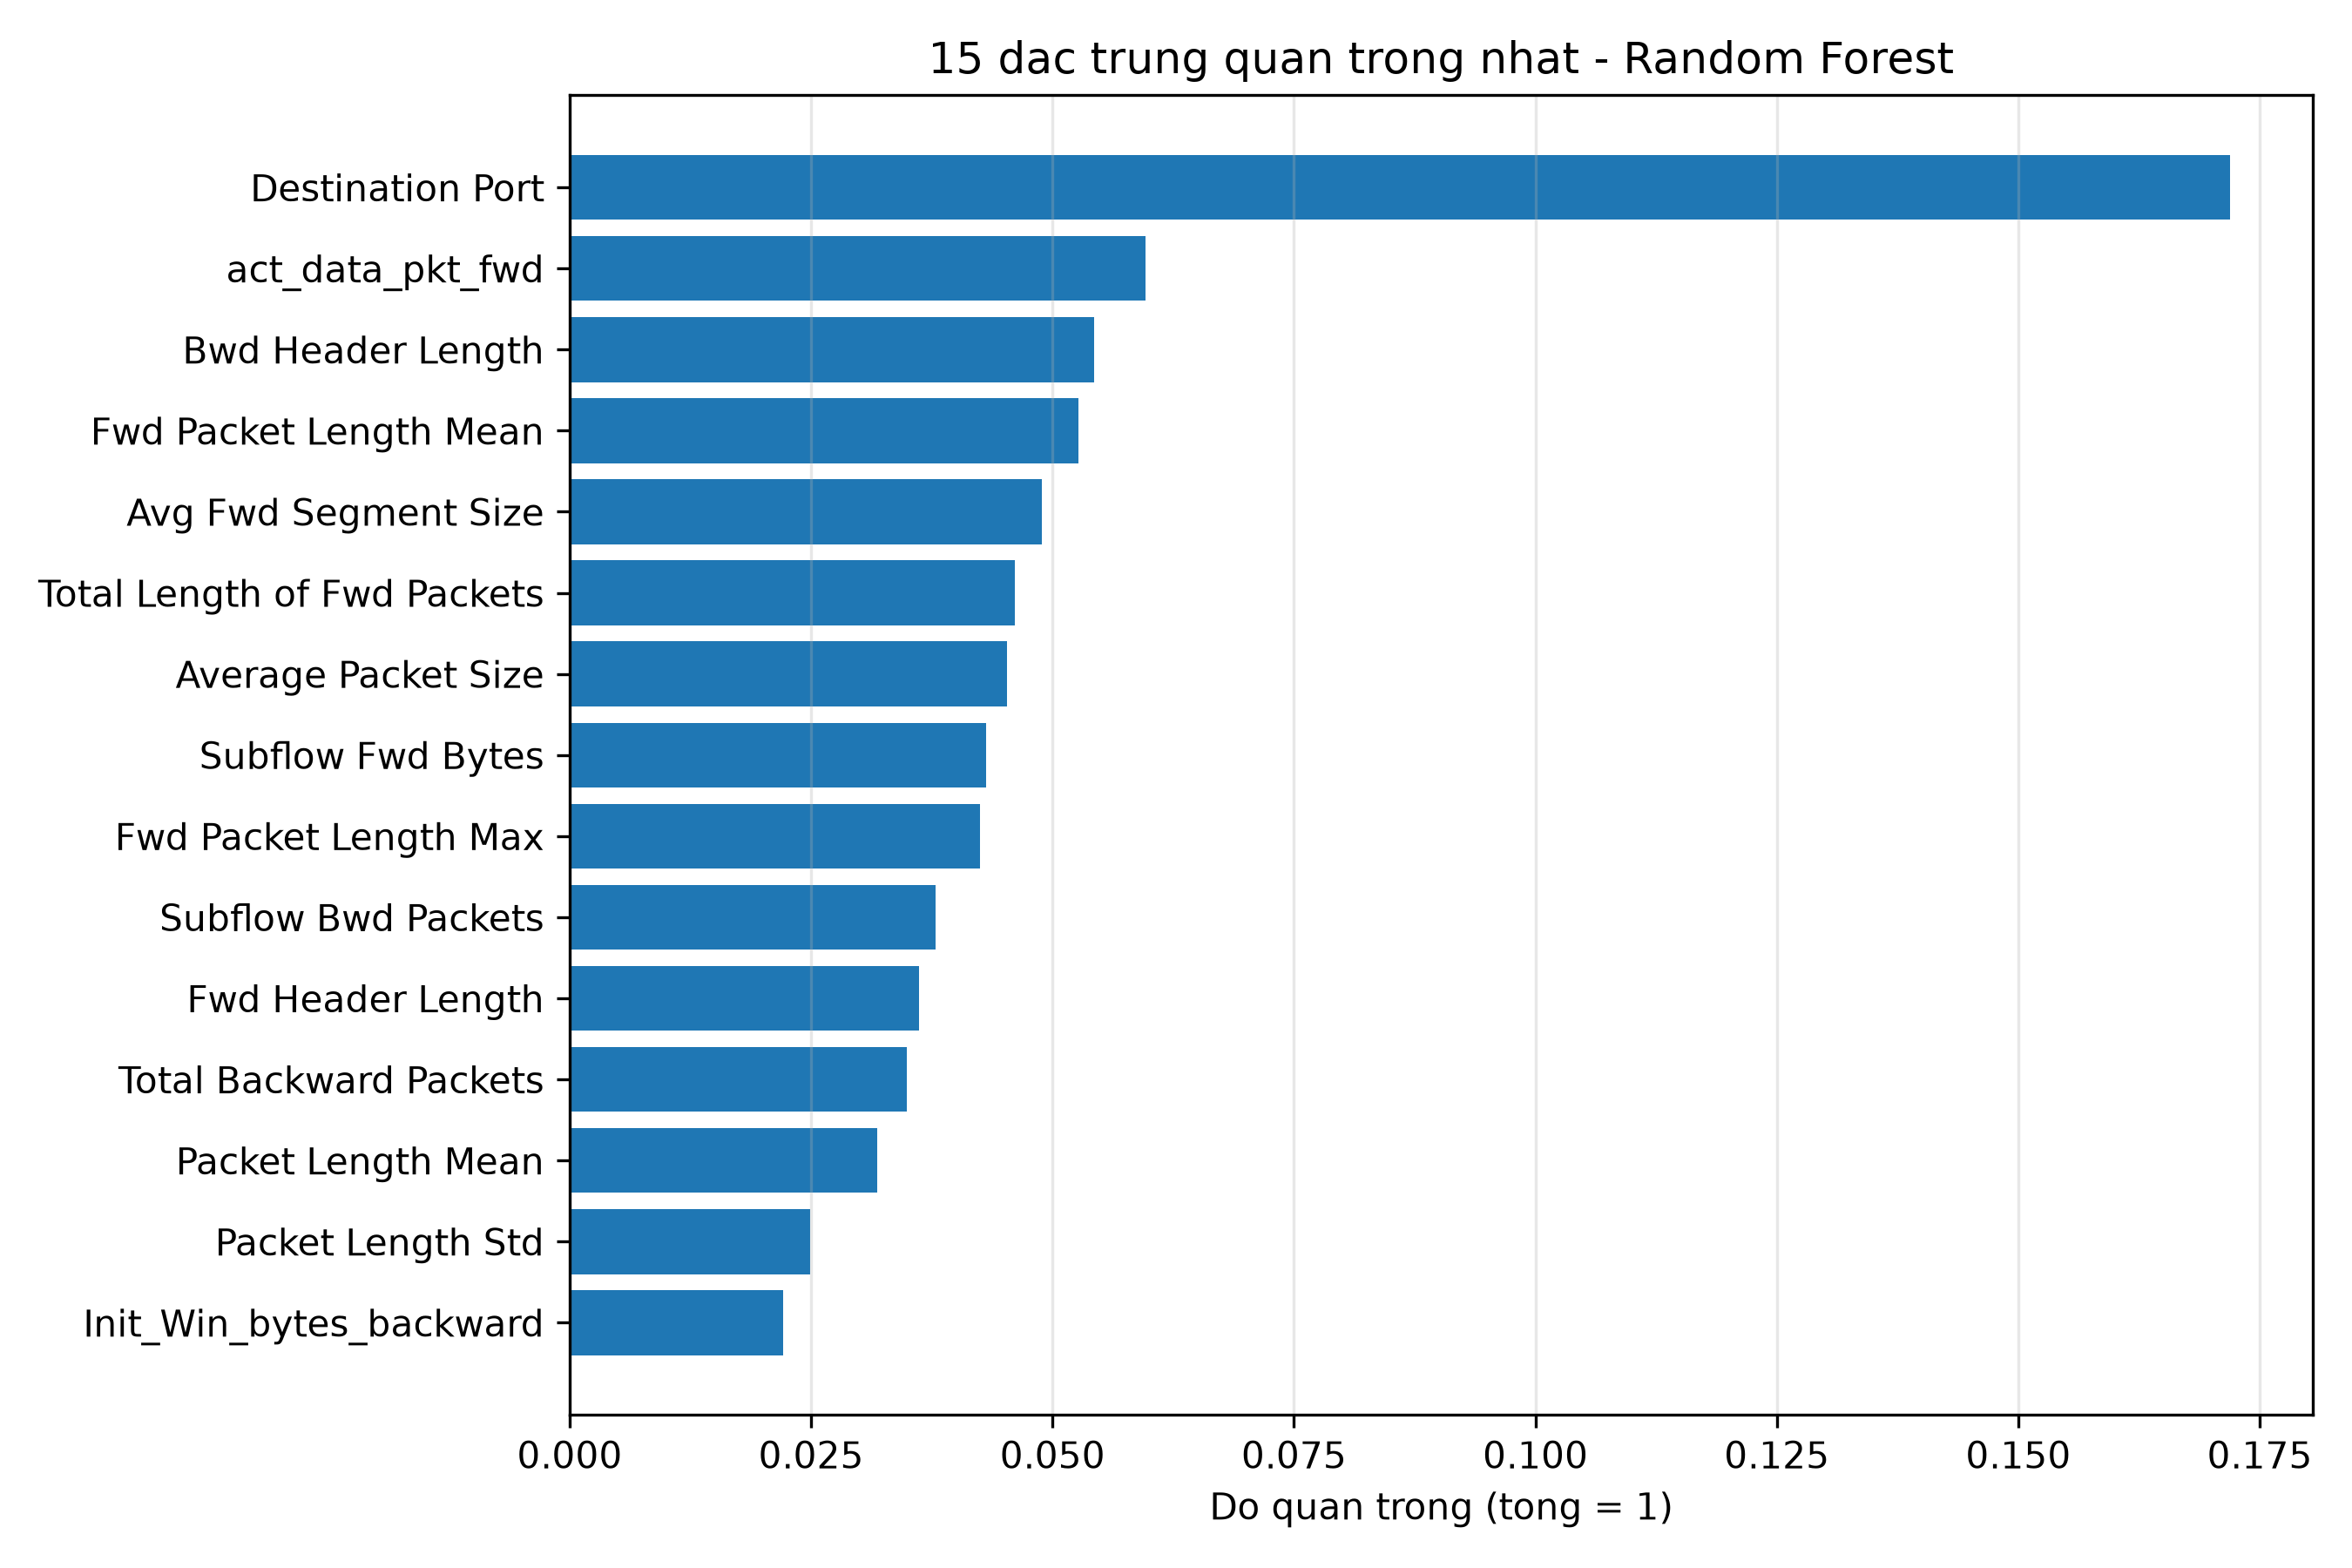 15 dac trung quan trong nhat - Random Forest
Destination Port
act_data_pkt_fwd
Bwd Header Length
Fwd Packet Length Mean
Avg Fwd Segment Size
Total Length of Fwd Packets
Average Packet Size
Subflow Fwd Bytes
Fwd Packet Length Max
Subflow Bwd Packets
Fwd Header Length
Total Backward Packets
Packet Length Mean
Packet Length Std
Init_Win_bytes_backward
0.000 0.025 0.050 0.075 0.100 0.125 0.150 0.175
Do quan trong (tong = 1)